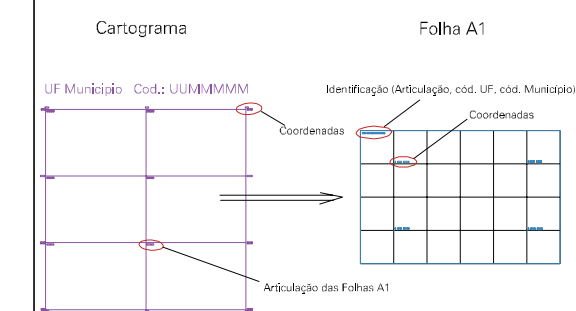 Cartograma
Folha A1
UF Municipio Cod.: UUMMMMM
Identificação (Articulação, cód. UF, cód. Município)
Coordenadas
Coordenadas
Articulação das Folhas A1